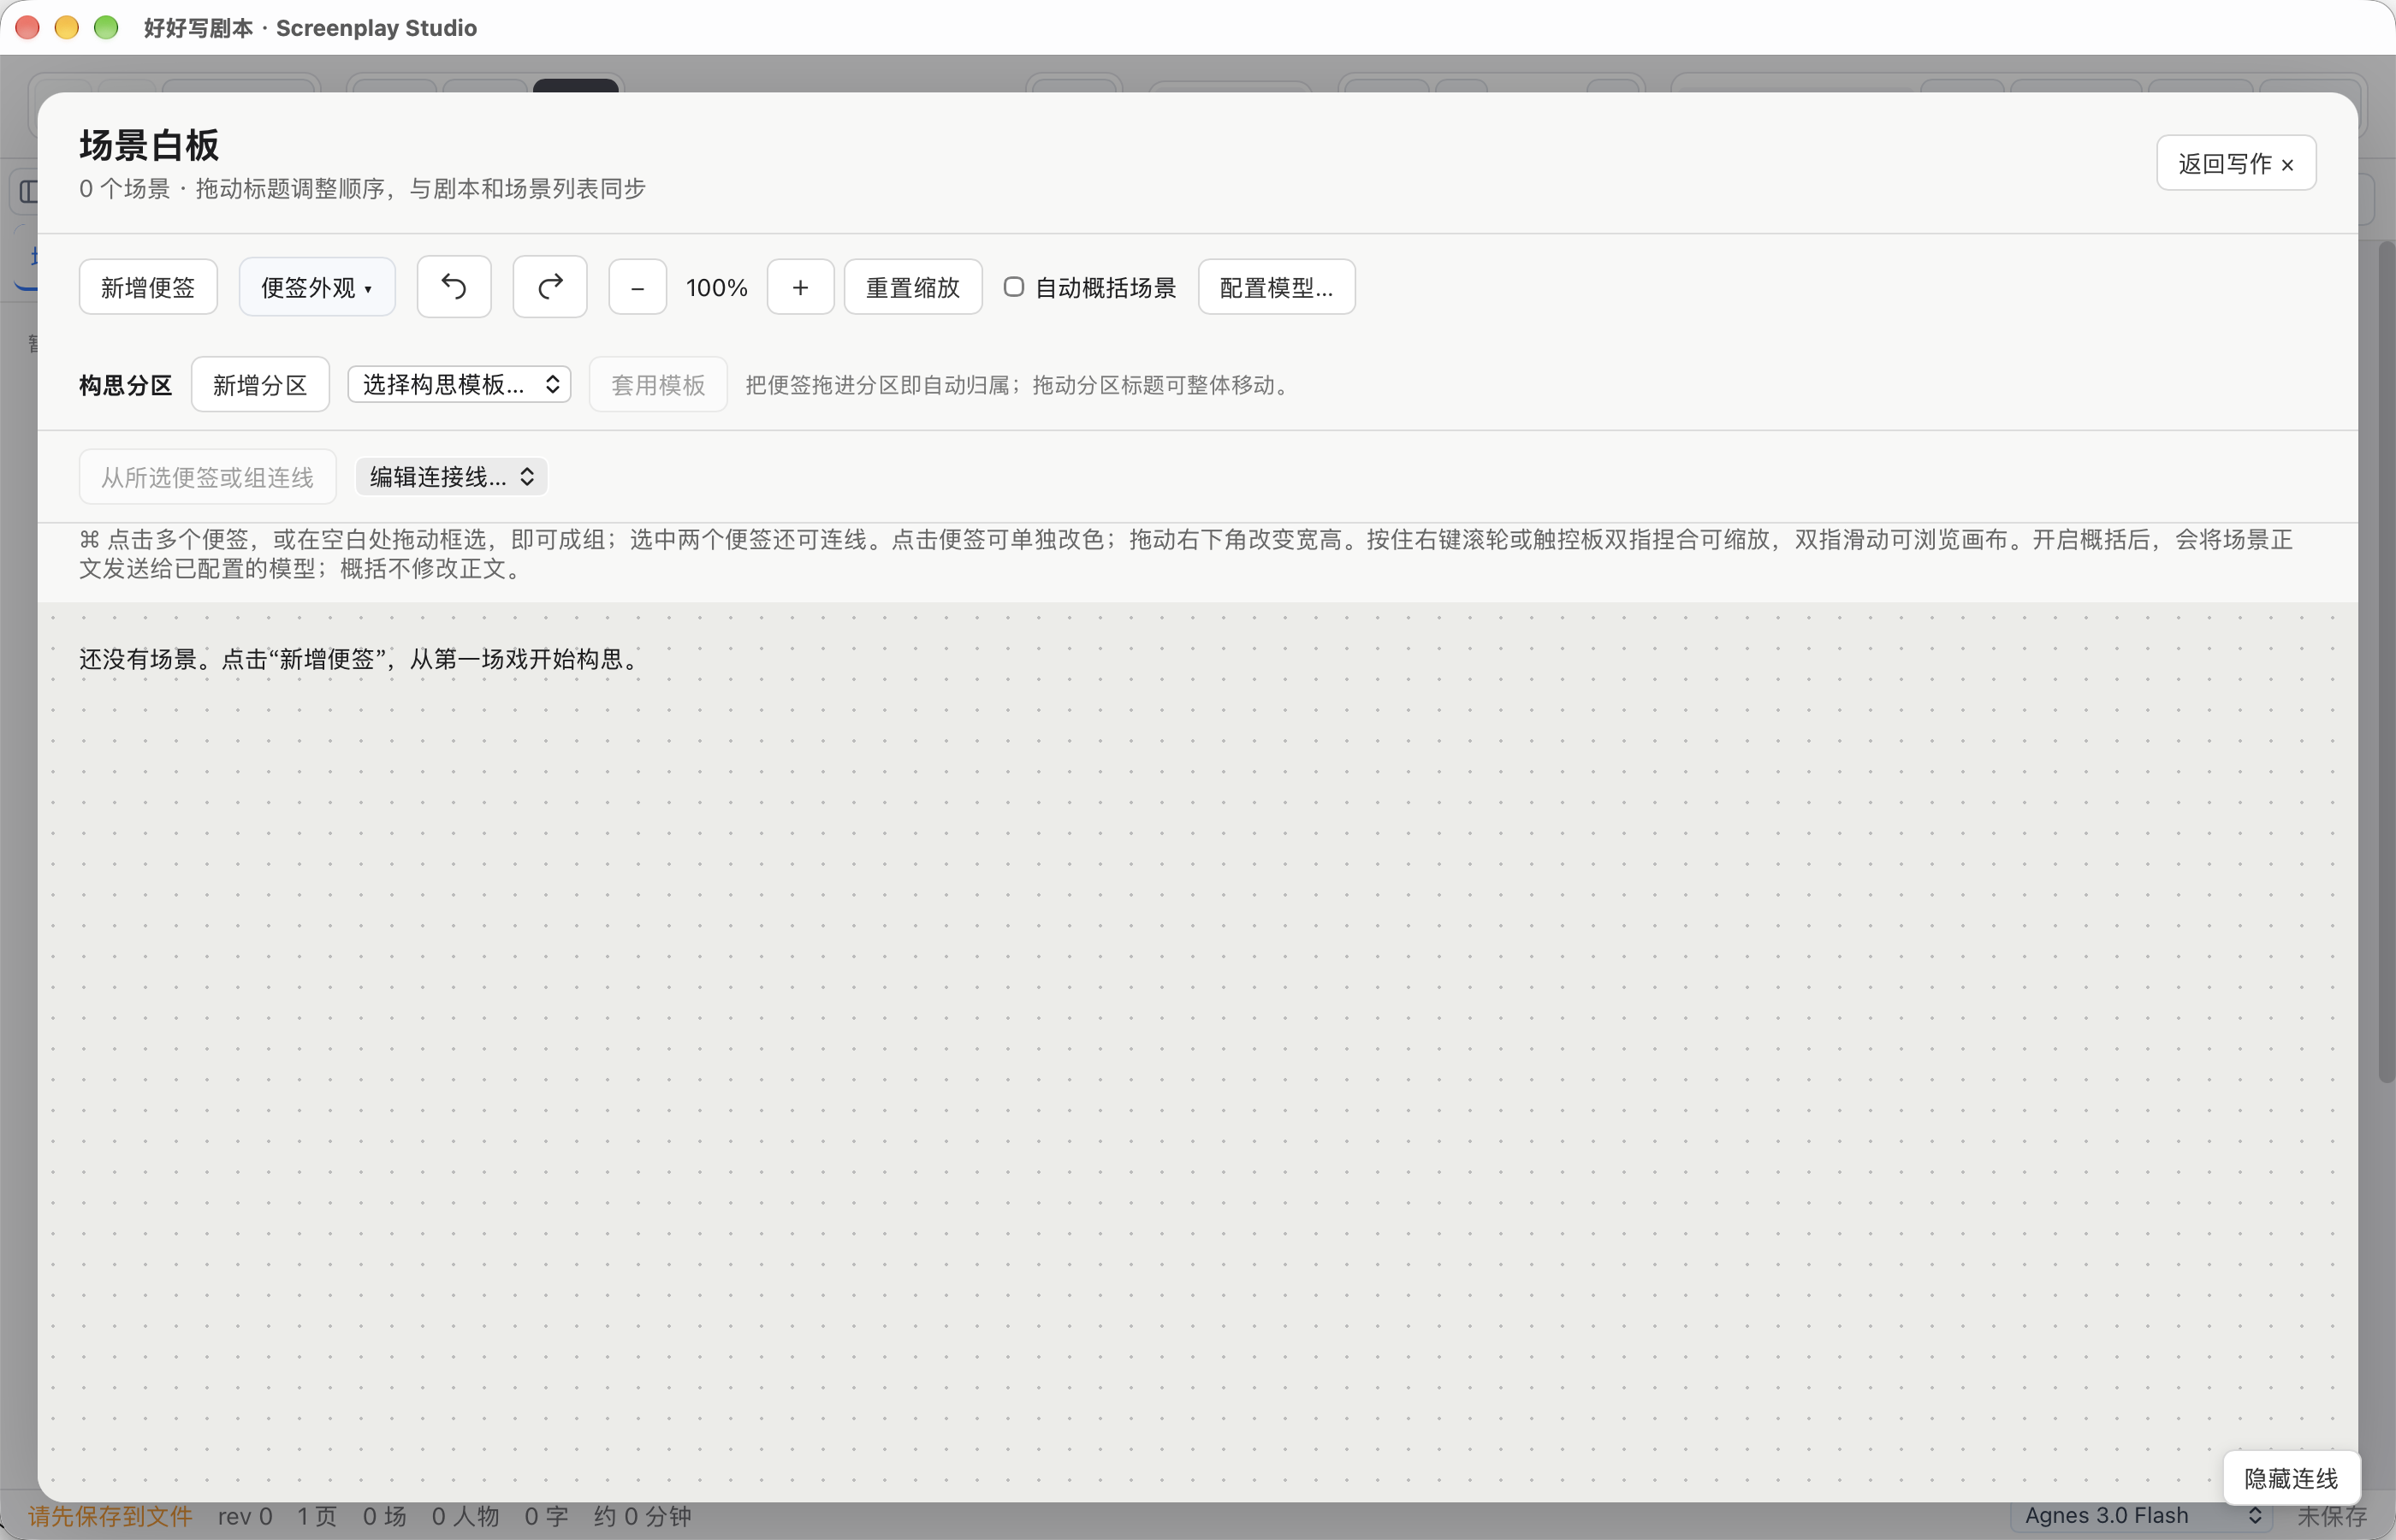 好好写剧本 · Screenplay Studio
场景白板
0 个场景 · 拖动标题调整顺序，与剧本和场景列表同步
返回写作 ×
新增便签 便签外观 ▾ − 100% + 重置缩放 自动概括场景 配置模型...
构思分区 新增分区 选择构思模板... 套用模板 把便签拖进分区即自动归属；拖动分区标题可整体移动。
从所选便签或组连线 编辑连接线...
⌘ 点击多个便签，或在空白处拖动框选，即可成组；选中两个便签还可连线。点击便签可单独改色；拖动右下角改变宽高。按住右键滚轮或触控板双指捏合可缩放，双指滑动可浏览画布。开启概括后，会将场景正
文发送给已配置的模型；概括不修改正文。
还没有场景。点击“新增便签”，从第一场戏开始构思。
隐藏连线
请先保存到文件 rev 0 1 页 0 场 0 人物 0 字 约 0 分钟 Agnes 3.0 Flash 未保存